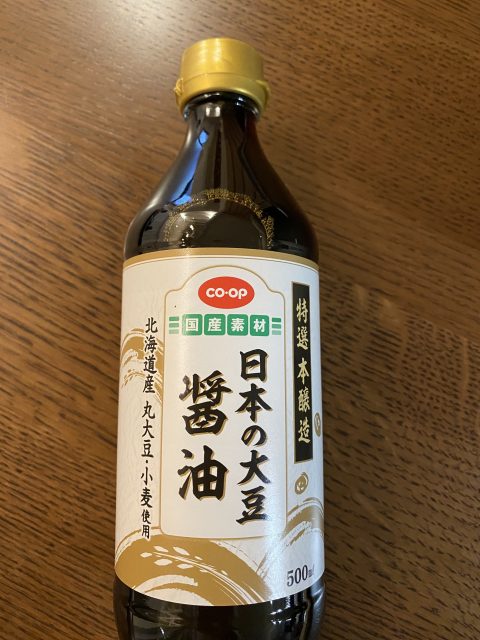 co・op
国産素材
特選 本醸造
日本の大豆
醤油
北海道産 丸大豆・小麦使用
500ml